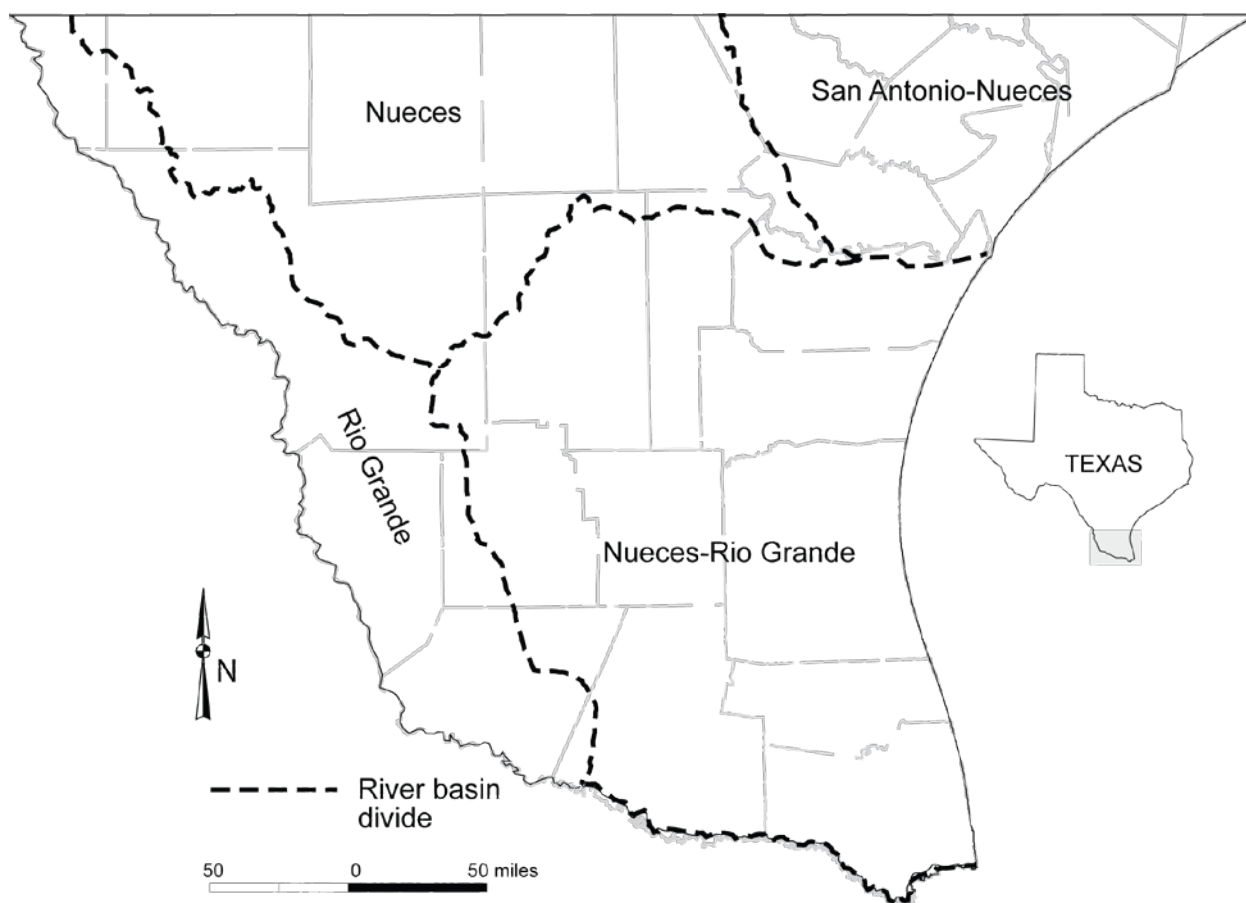 San Antonio-Nueces
Nueces
Rio Grande
TEXAS
Nueces-Rio Grande
N
River basin
divide
50 0 50 miles